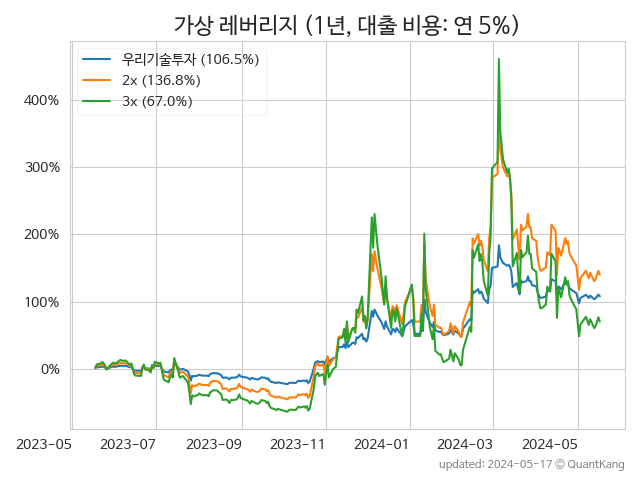 가상 레버리지 (1년, 대출 비용: 연 5%)
우리기술투자 (106.5%)
2x (136.8%)
3x (67.0%)
400%
300%
200%
100%
0%
2023-05 2023-07 2023-09 2023-11 2024-01 2024-03 2024-05
updated: 2024-05-17 © QuantKang